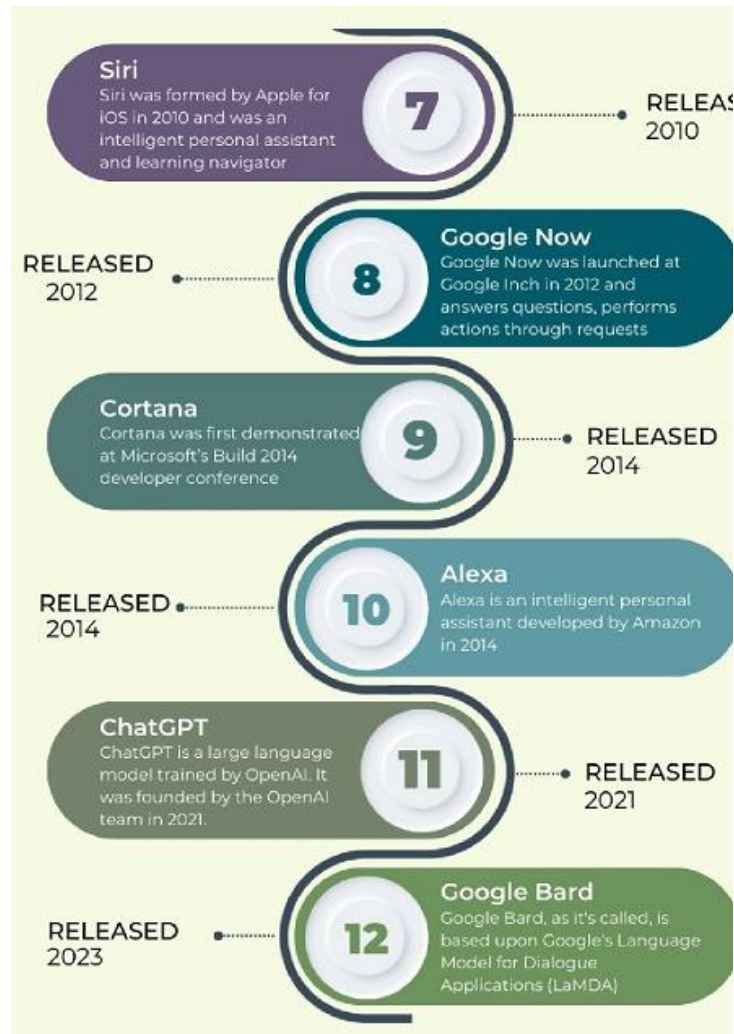 Siri
Siri was formed by Apple for
iOS in 2010 and was an
intelligent personal assistant
and learning navigator
7
2010
Google Now
Google Now was launched at
Google Inch in 2012 and
answers questions, performs
actions through requests
8
RELEASED
2012
Cortana
Cortana was first demonstrated
at Microsoft's Build 2014
developer conference
9
RELEASED
2014
Alexa
Alexa is an intelligent personal
assistant developed by Amazon
in 2014
10
RELEASED
2014
ChatGPT
ChatGPT is a large language
model trained by OpenAI. It
was founded by the OpenAI
team in 2021.
11
RELEASED
2021
Google Bard
Google Bard, as it's called, is
based upon Google's Language
Model for Dialogue
Applications (LaMDA)
12
RELEASED
2023